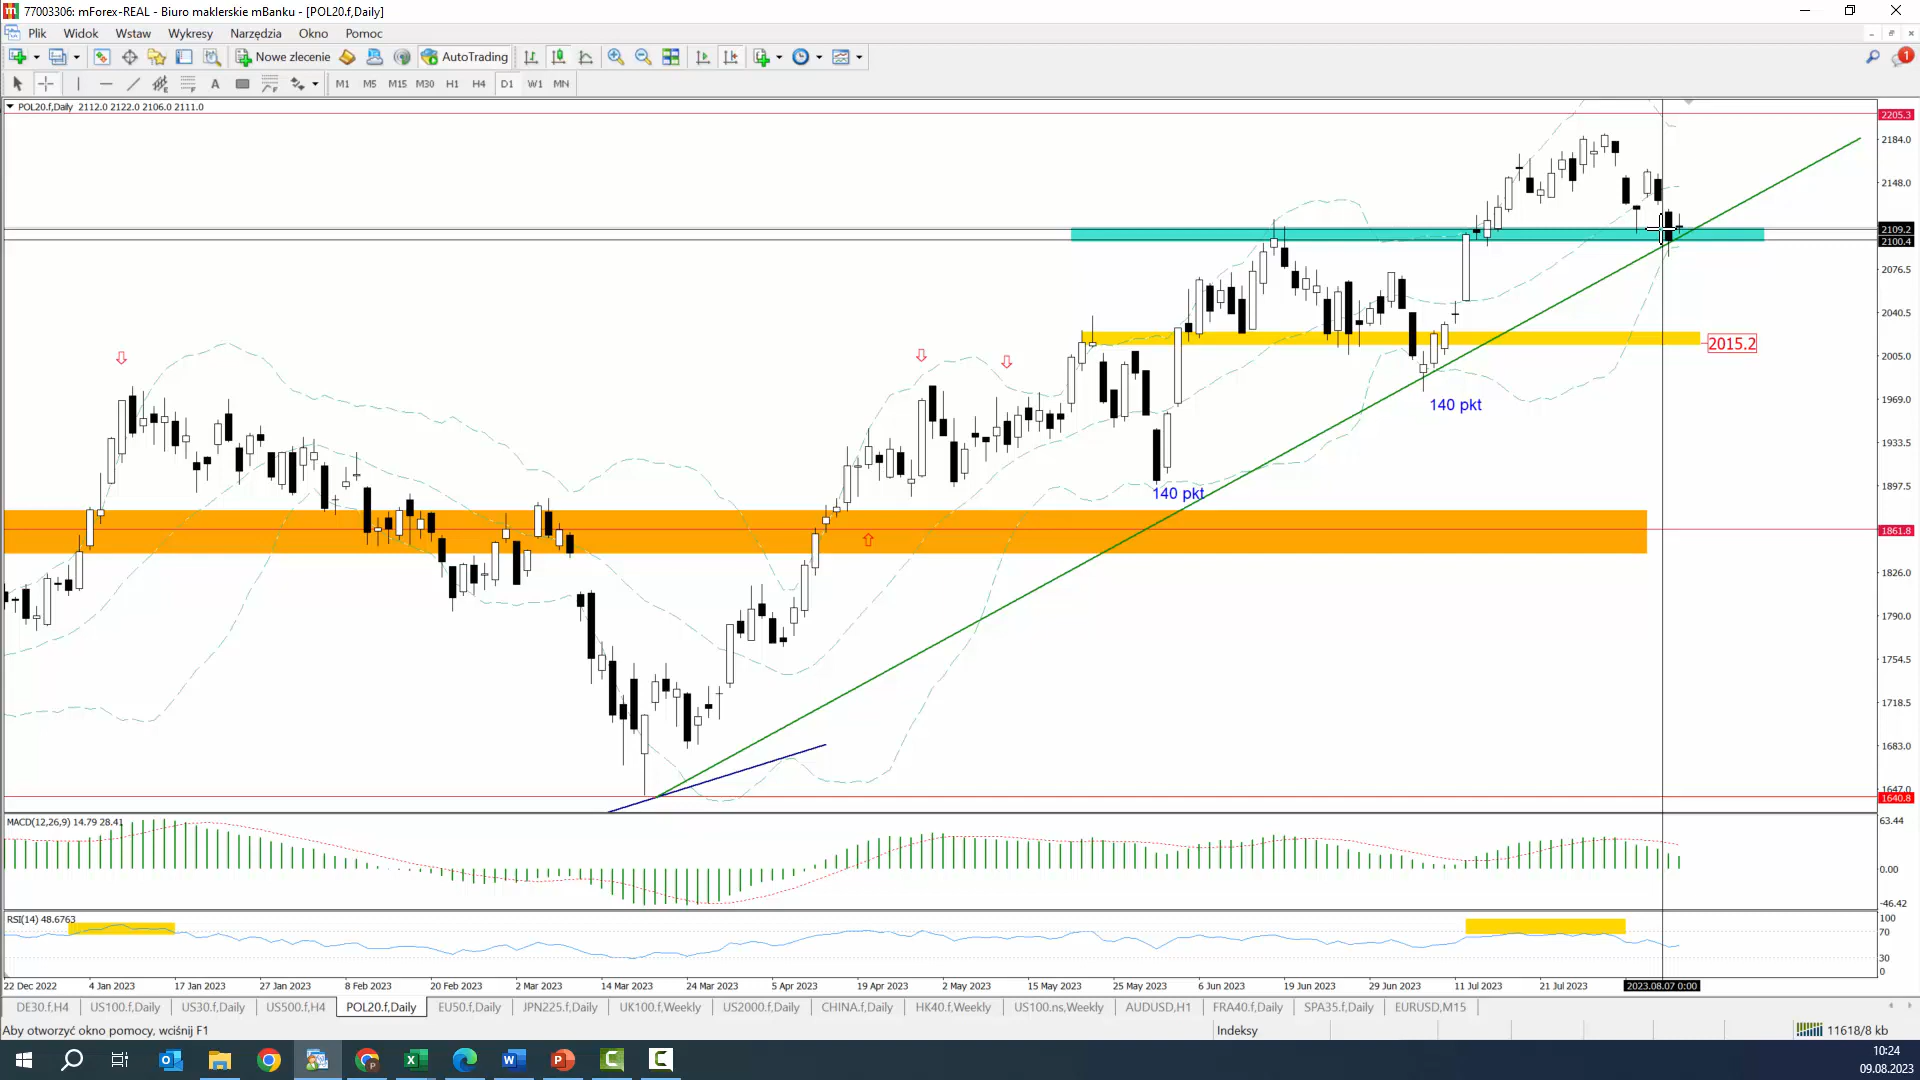 77003306: mForex-REAL - Biuro maklerskie mBanku - [POL20.f,Daily]
Plik Widok Wstaw Wykresy Narzędzia Okno Pomoc
Nowe zlecenie AutoTrading 1
A M1 M5 M15 M30 H1 H4 D1 W1 MN
POL20.f,Daily 2112.0 2122.0 2106.0 2111.0
2205.3
2184.0
2148.0
2109.2
2100.4
2076.5
2040.5
2015.2
2005.0
1969.0
140 pkt
1933.5
140 pkt
1897.5
1861.8
1826.0
1790.0
1754.5
1718.5
1683.0
1647.0
1640.8
MACD(12,26,9) 14.79 28.41
63.44
0.00
-46.42
RSI(14) 48.6763
100
70
30
0
22 Dec 2022 4 Jan 2023 17 Jan 2023 27 Jan 2023 8 Feb 2023 20 Feb 2023 2 Mar 2023 14 Mar 2023 24 Mar 2023 5 Apr 2023 19 Apr 2023 2 May 2023 15 May 2023 25 May 2023 6 Jun 2023 19 Jun 2023 29 Jun 2023 11 Jul 2023 21 Jul 2023 2023.08.07 0:00
DE30.f,H4 US100.f,Daily US30.f,Daily US500.f,H4 POL20.f,Daily EU50.f,Daily JPN225.f,Daily UK100.f,Weekly US2000.f,Daily CHINA.f,Daily HK40.f,Weekly US100.ns,Weekly AUDUSD,H1 FRA40.f,Daily SPA35.f,Daily EURUSD,M15
Aby otworzyć okno pomocy, wciśnij F1 Indeksy 11618/8 kb
10:24
09.08.2023